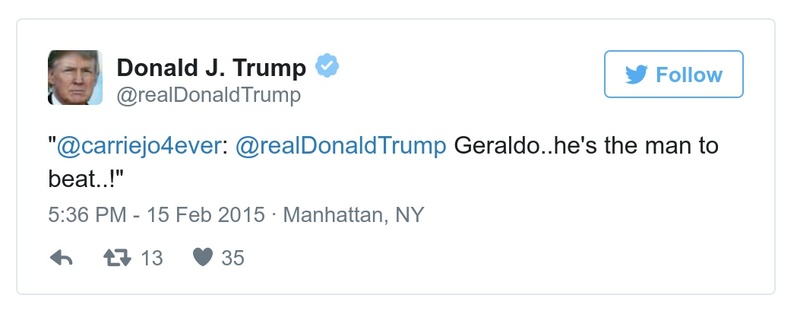 Donald J. Trump
@realDonaldTrump
Follow
"@carriejo4ever: @realDonaldTrump Geraldo..he's the man to
beat..!"
5:36 PM - 15 Feb 2015 · Manhattan, NY
13 35